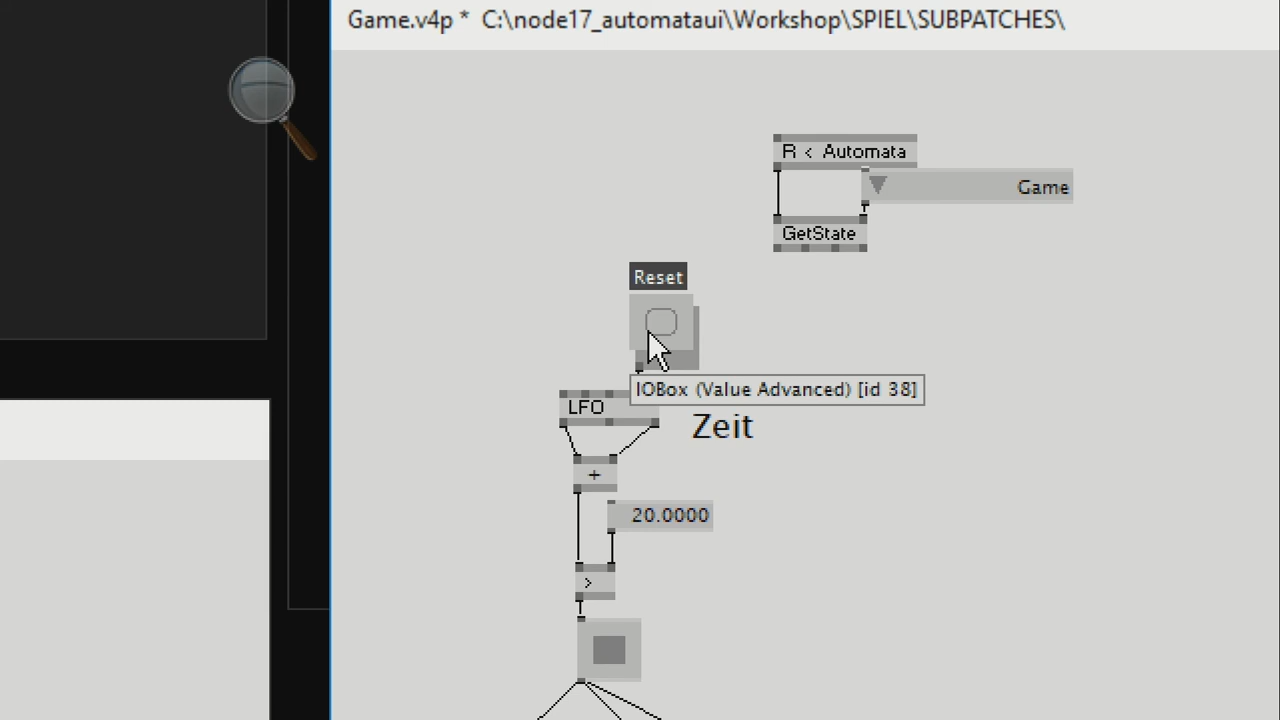 Game.v4p * C:\node17_automataui\Workshop\SPIEL\SUBPATCHES\
R < Automata
Game
GetState
Reset
IOBox (Value Advanced) [id 38]
LFO
Zeit
+
20.0000
>